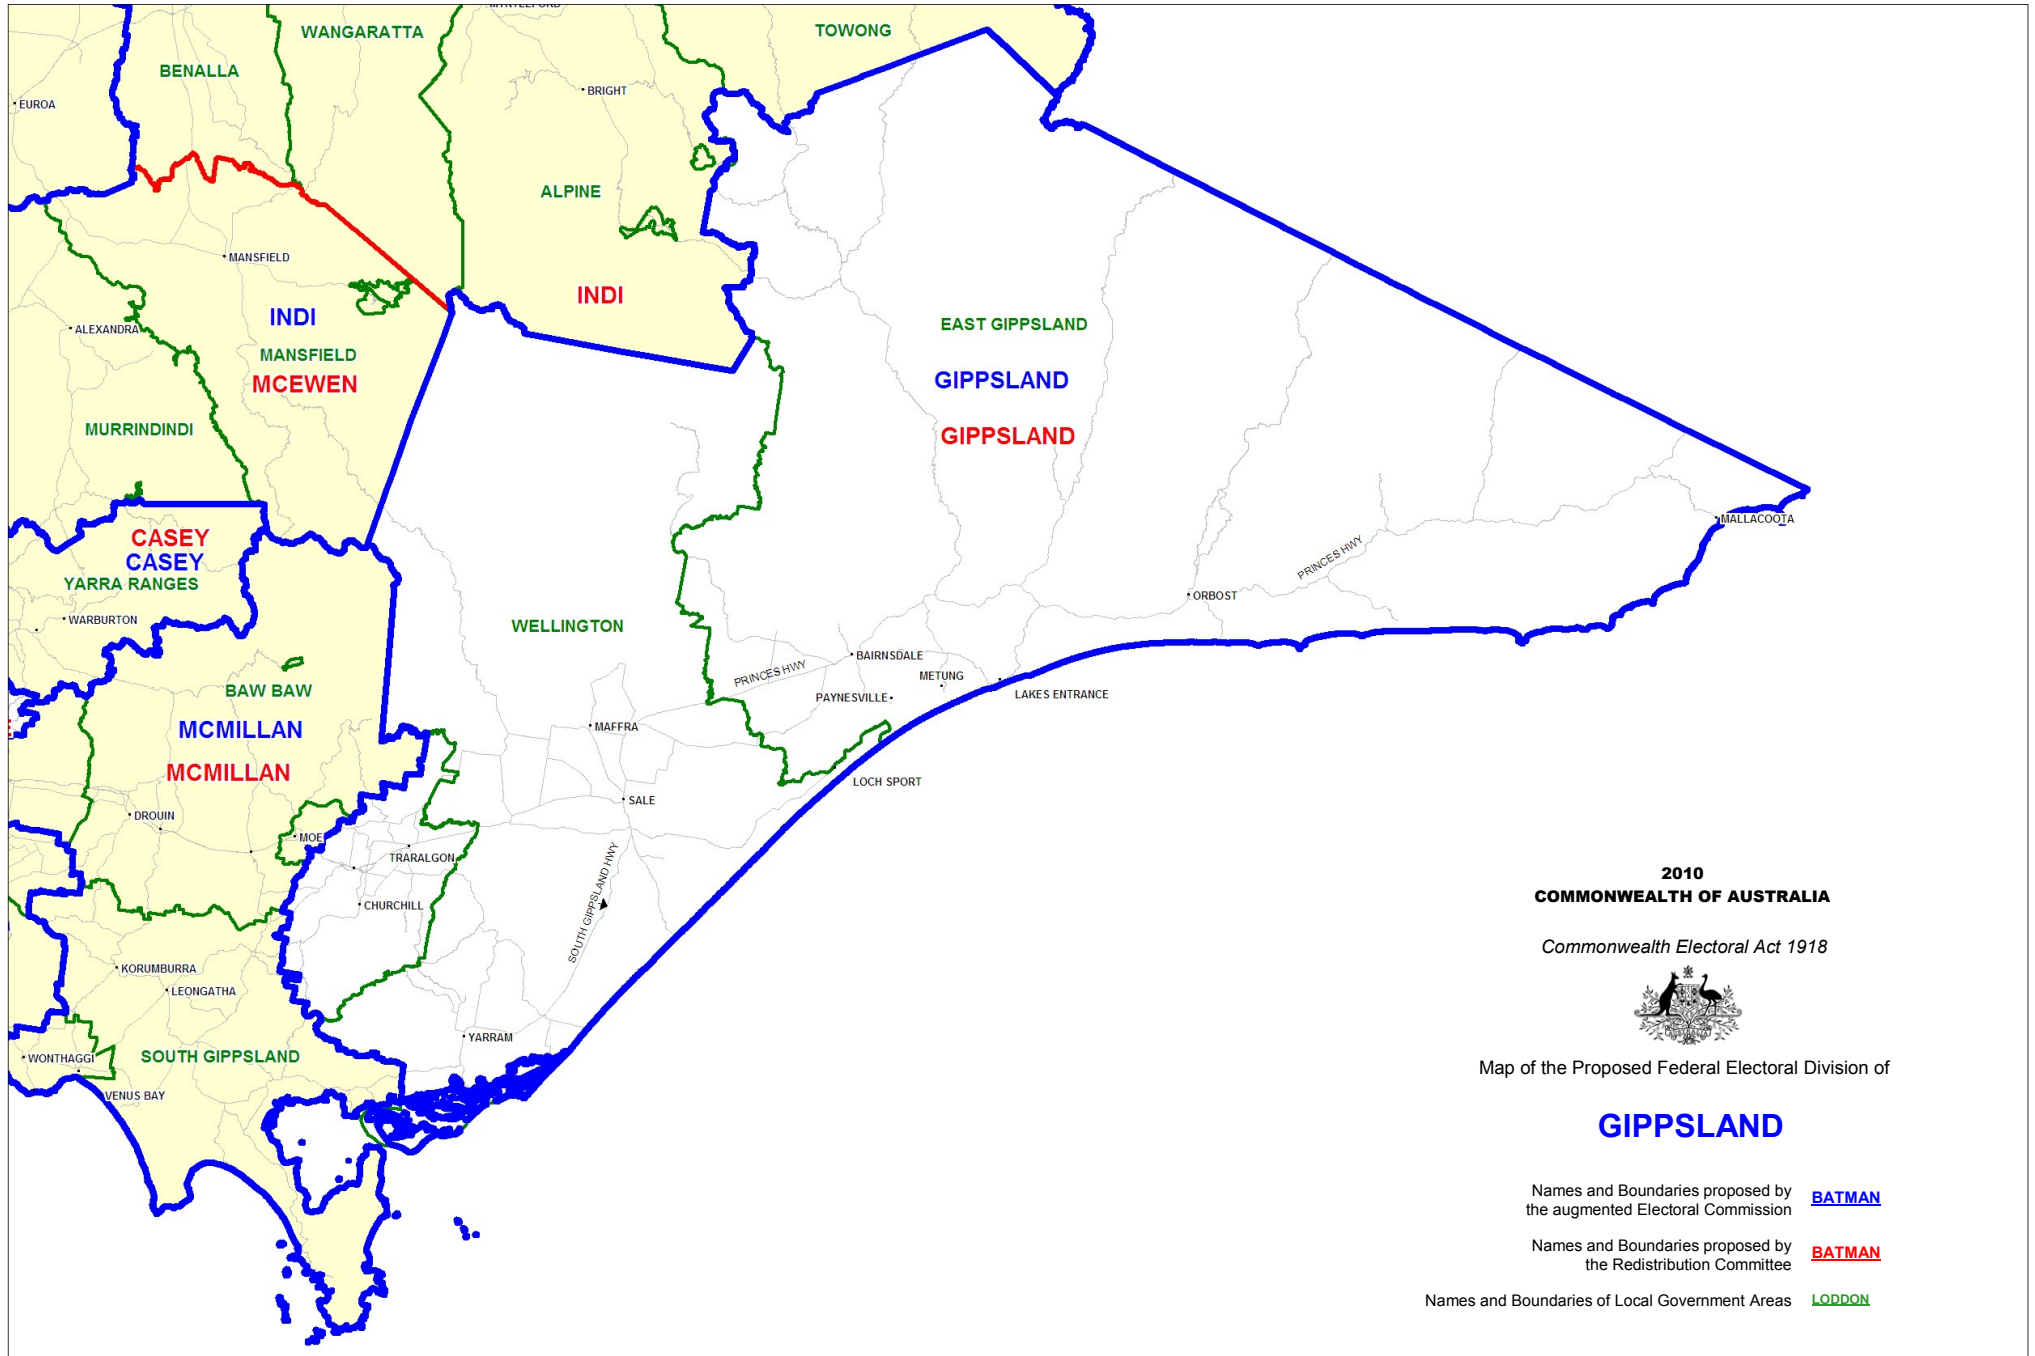 WANGARATTA
TOWONG
BENALLA
BRIGHT
EUROA
ALPINE
MANSFIELD
INDI
INDI
ALEXANDRA
EAST GIPPSLAND
MANSFIELD
MCEWEN
GIPPSLAND
MURRINDINDI
GIPPSLAND
CASEY
CASEY
YARRA RANGES
MALLACOOTA
PRINCES HWY
ORBOST
WARBURTON
WELLINGTON
BAIRNSDALE
PRINCES HWY
METUNG
BAW BAW
PAYNESVILLE
LAKES ENTRANCE
MCMILLAN
MAFFRA
MCMILLAN
LOCH SPORT
SALE
DROUIN
MOE
TRARALGON
SOUTH GIPPSLAND HWY
CHURCHILL
KORUMBURRA
LEONGATHA
YARRAM
WONTHAGGI
SOUTH GIPPSLAND
VENUS BAY
2010
COMMONWEALTH OF AUSTRALIA
Commonwealth Electoral Act 1918
AUSTRALIA
Map of the Proposed Federal Electoral Division of
GIPPSLAND
Names and Boundaries proposed by
the augmented Electoral Commission BATMAN
Names and Boundaries proposed by
the Redistribution Committee BATMAN
Names and Boundaries of Local Government Areas LODDON